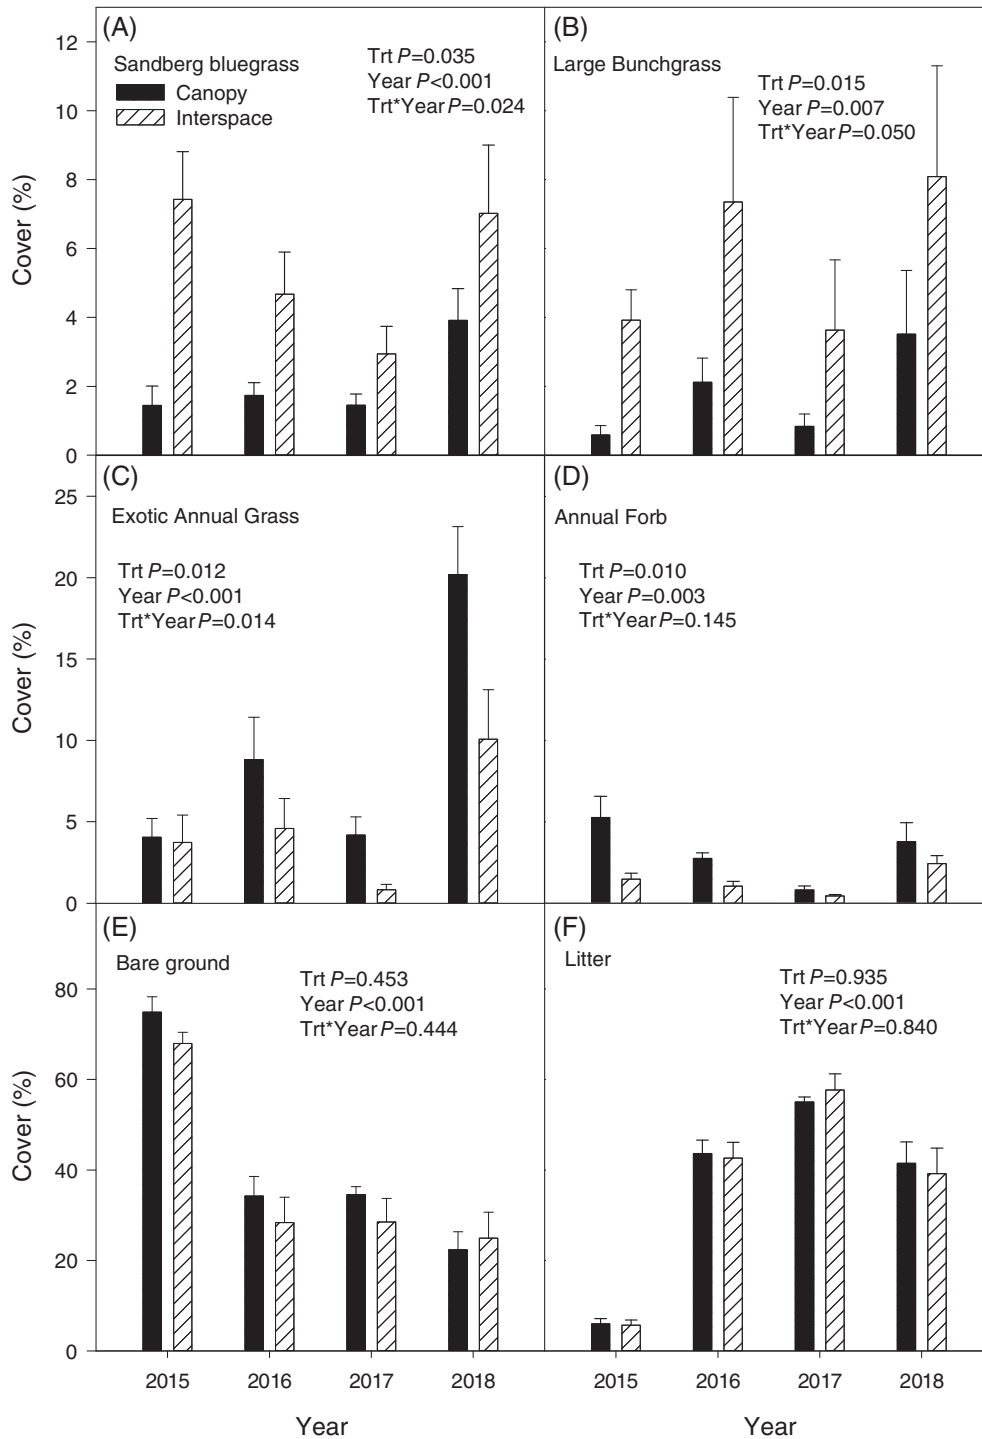 (A)
Sandberg bluegrass
Canopy
Interspace
Trt P=0.035
Year P<0.001
Trt*Year P=0.024
Cover (%)
12
10
8
6
4
2
0
(B)
Large Bunchgrass
Trt P=0.015
Year P=0.007
Trt*Year P=0.050
(C)
Exotic Annual Grass
Trt P=0.012
Year P<0.001
Trt*Year P=0.014
Cover (%)
25
20
15
10
5
0
(D)
Annual Forb
Trt P=0.010
Year P=0.003
Trt*Year P=0.145
(E)
Bare ground
Trt P=0.453
Year P<0.001
Trt*Year P=0.444
Cover (%)
80
60
40
20
0
2015 2016 2017 2018
Year
(F)
Litter
Trt P=0.935
Year P<0.001
Trt*Year P=0.840
2015 2016 2017 2018
Year